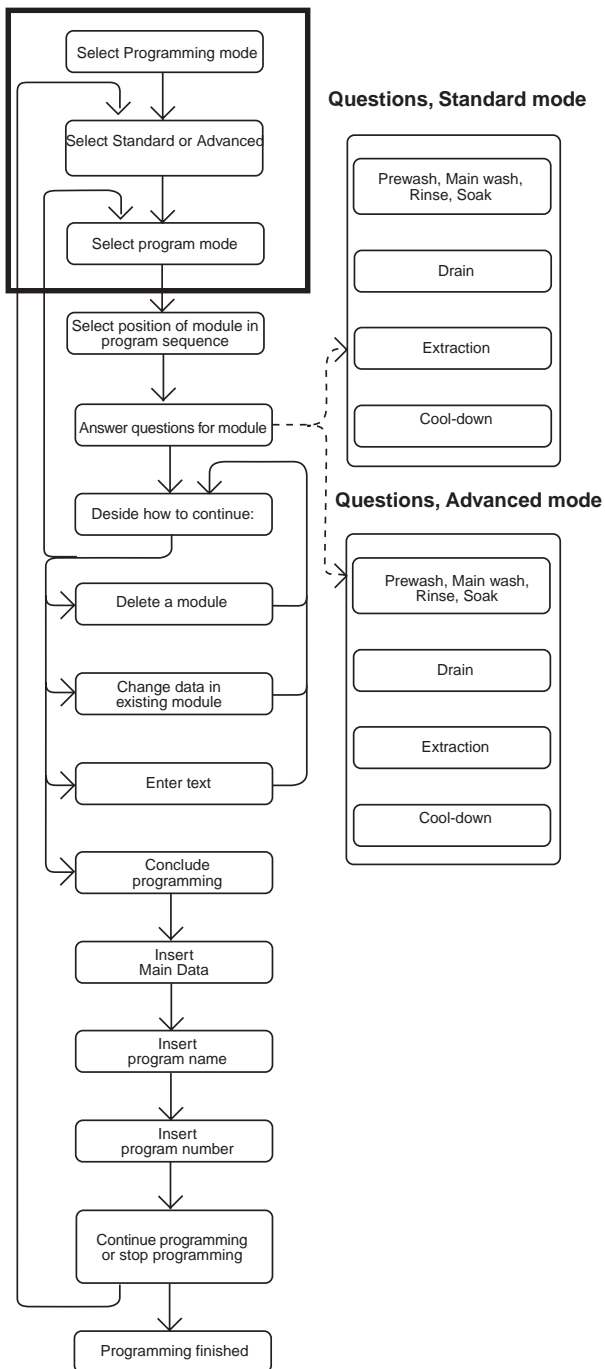 Select Programming mode
Select Standard or Advanced
Select program mode
Select position of module in
program sequence
Answer questions for module
Deside how to continue:
Delete a module
Change data in
existing module
Enter text
Conclude
programming
Insert
Main Data
Insert
program name
Insert
program number
Continue programming
or stop programming
Programming finished
Questions, Standard mode
Prewash, Main wash,
Rinse, Soak
Drain
Extraction
Cool-down
Questions, Advanced mode
Prewash, Main wash,
Rinse, Soak
Drain
Extraction
Cool-down